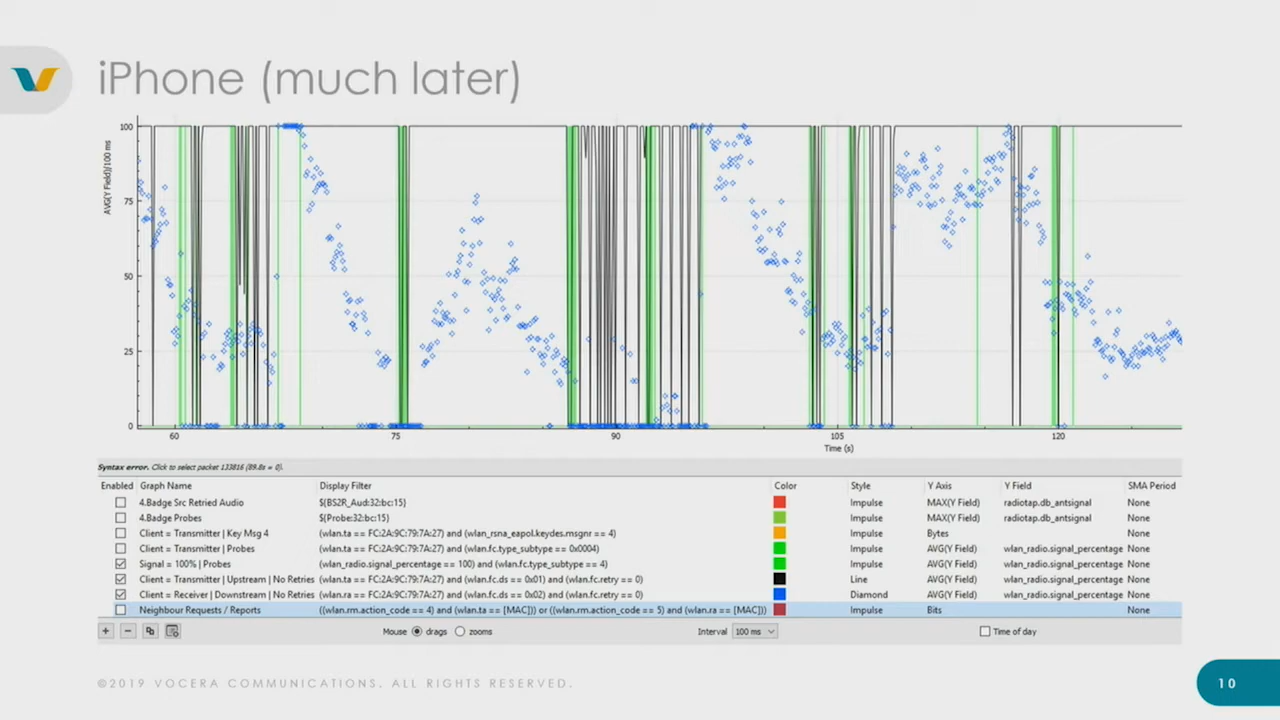 iPhone (much later)
AVG(Y Field)/100 ms
100
75
50
25
0
60 75 90 105 120
Time (s)
Syntax error. Click to select packet 133816 (89.8s = 0).
Enabled Graph Name Display Filter Color Style Y Axis Y Field SMA Period
4.Badge Src Retried Audio ${BS2R_Aud:32:bc:15} Impulse MAX(Y Field) radiotap.db_antsignal None
4.Badge Probes ${Probe:32:bc:15} Impulse MAX(Y Field) radiotap.db_antsignal None
Client = Transmitter | Key Msg 4 (wlan.ta == FC:2A:9C:79:7A:27) and (wlan_rsna_eapol.keydes.msgnr == 4) Impulse Bytes None
Client = Transmitter | Probes (wlan.ta == FC:2A:9C:79:7A:27) and (wlan.fc.type_subtype == 0x0004) Impulse AVG(Y Field) wlan_radio.signal_percentage None
Signal = 100% | Probes (wlan_radio.signal_percentage == 100) and (wlan.fc.type_subtype == 4) Impulse AVG(Y Field) wlan_radio.signal_percentage None
Client = Transmitter | Upstream | No Retries (wlan.ta == FC:2A:9C:79:7A:27) and (wlan.fc.ds == 0x01) and (wlan.fc.retry == 0) Line AVG(Y Field) wlan_radio.signal_percentage None
Client = Receiver | Downstream | No Retries (wlan.ra == FC:2A:9C:79:7A:27) and (wlan.fc.ds == 0x02) and (wlan.fc.retry == 0) Diamond AVG(Y Field) wlan_radio.signal_percentage None
Neighbour Requests / Reports ((wlan.rm.action_code == 4) and (wlan.ta == [MAC])) or ((wlan.rm.action_code == 5) and (wlan.ra == [MAC])) Impulse Bits None
Mouse drags zooms Interval 100 ms Time of day
©2019 VOCERA COMMUNICATIONS. ALL RIGHTS RESERVED.
10